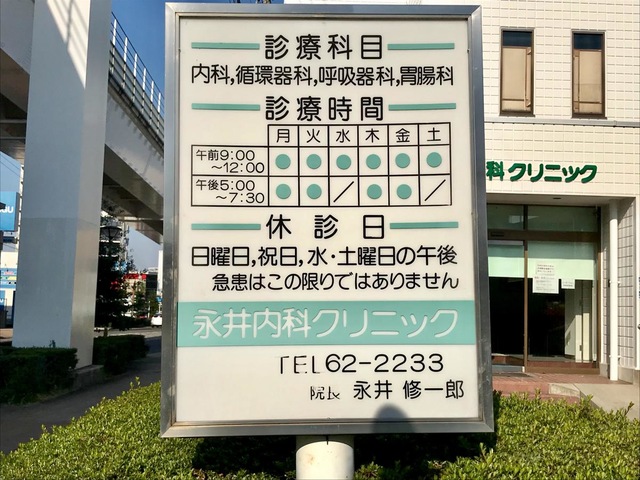 診療科目
内科,循環器科,呼吸器科,胃腸科
診療時間
月 火 水 木 金 土
午前9:00～12:00 ● ● ● ● ● ●
午後5:00～7:30 ● ● ／ ● ● ／
休診日
日曜日,祝日,水・土曜日の午後
急患はこの限りではありません
永井内科クリニック
TEL62-2233
院長 永井 修一郎
科クリニック